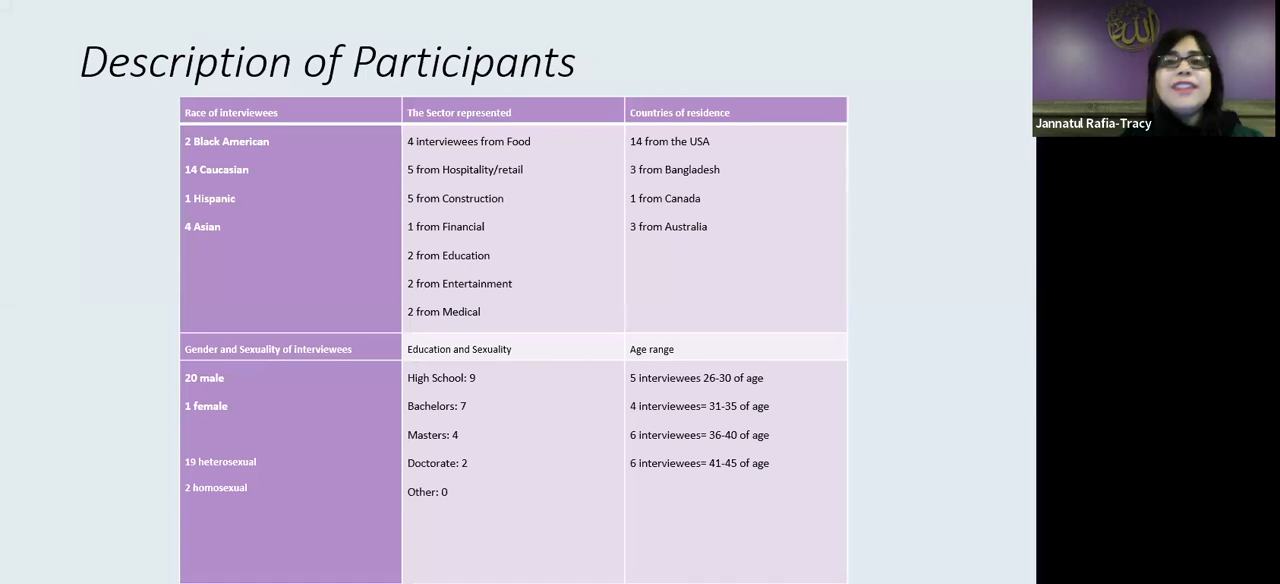 Description of Participants
Jannatul Rafia-Tracy
Race of interviewees
The Sector represented
Countries of residence
2 Black American
14 Caucasian
1 Hispanic
4 Asian
4 interviewees from Food
5 from Hospitality/retail
5 from Construction
1 from Financial
2 from Education
2 from Entertainment
2 from Medical
14 from the USA
3 from Bangladesh
1 from Canada
3 from Australia
Gender and Sexuality of interviewees
Education and Sexuality
Age range
20 male
1 female
19 heterosexual
2 homosexual
High School: 9
Bachelors: 7
Masters: 4
Doctorate: 2
Other: 0
5 interviewees 26-30 of age
4 interviewees= 31-35 of age
6 interviewees= 36-40 of age
6 interviewees= 41-45 of age
الله